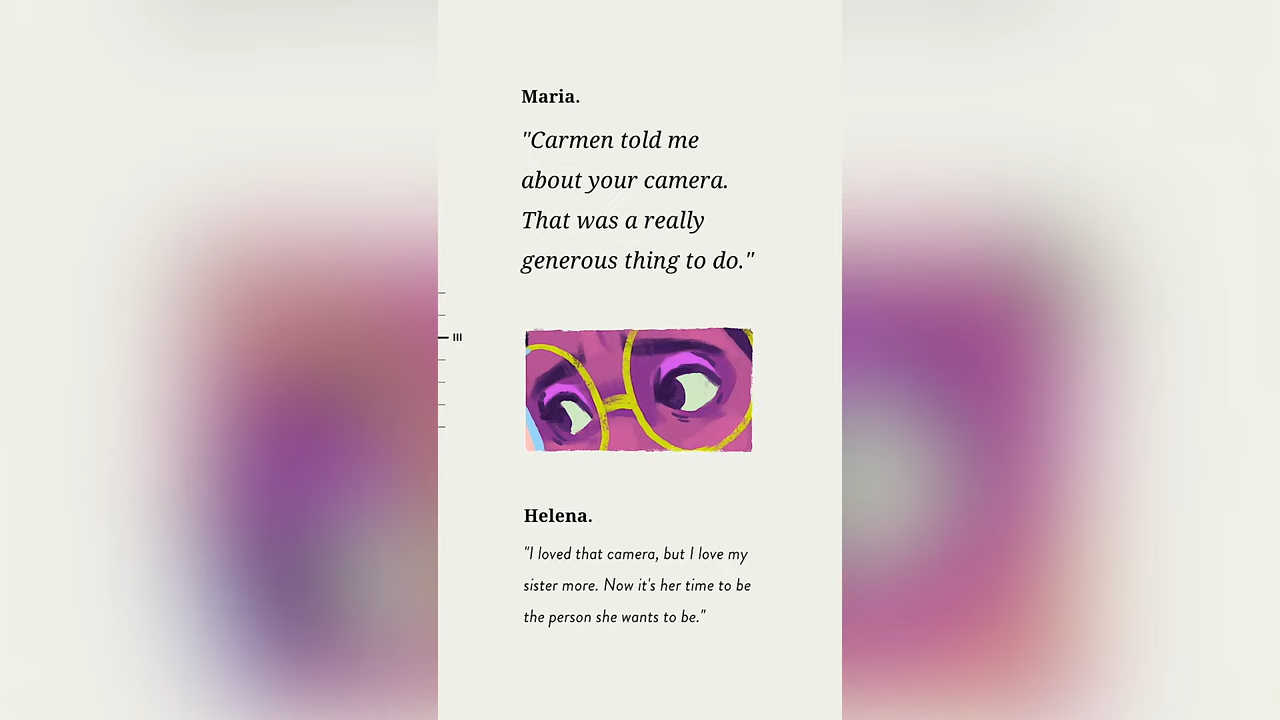 Maria.
"Carmen told me
about your camera.
That was a really
generous thing to do."
III
Helena.
"I loved that camera, but I love my
sister more. Now it's her time to be
the person she wants to be."